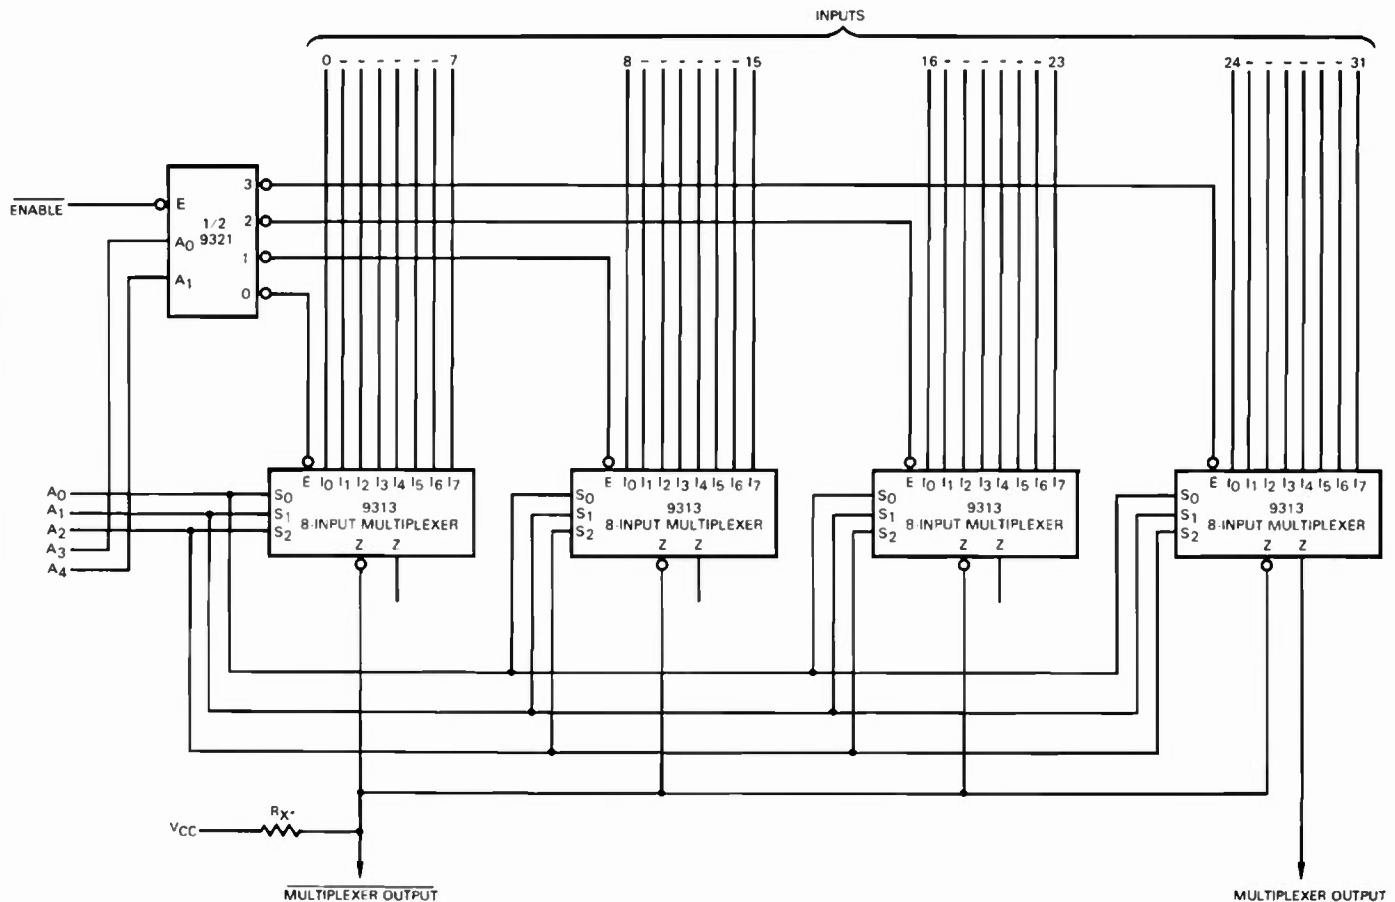 INPUTS
0 - - - - - - 7
8 - - - - - - 15
16 - - - - - - 23
24 - - - - - - 31
ENABLE
E
1/2
9321
A0
A1
3
2
1
0
E I0 I1 I2 I3 I4 I5 I6 I7
S0
S1
S2
9313
8-INPUT MULTIPLEXER
Z Z
E I0 I1 I2 I3 I4 I5 I6 I7
S0
S1
S2
9313
8-INPUT MULTIPLEXER
Z Z
E I0 I1 I2 I3 I4 I5 I6 I7
S0
S1
S2
9313
8-INPUT MULTIPLEXER
Z Z
E I0 I1 I2 I3 I4 I5 I6 I7
S0
S1
S2
9313
8-INPUT MULTIPLEXER
Z Z
A0
A1
A2
A3
A4
RX*
VCC
MULTIPLEXER OUTPUT
MULTIPLEXER OUTPUT